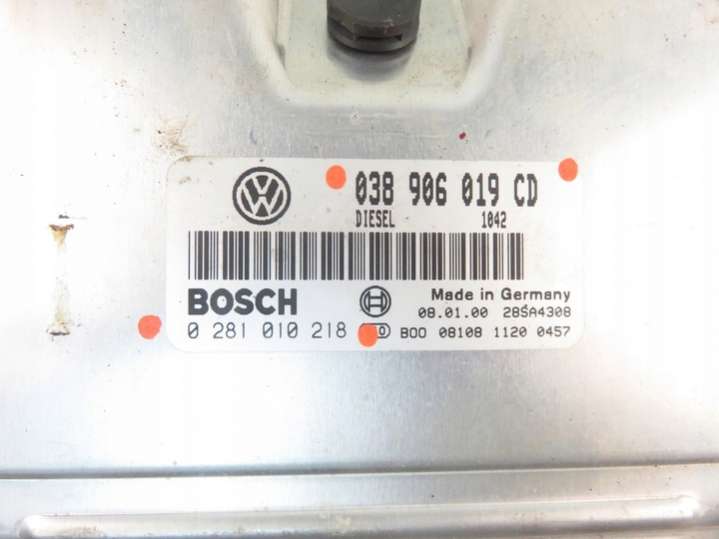 038 906 019 CD
DIESEL 1042
BOSCH Made in Germany
08.01.00 28SA4308
0 281 010 218 B00 08108 1120 0457